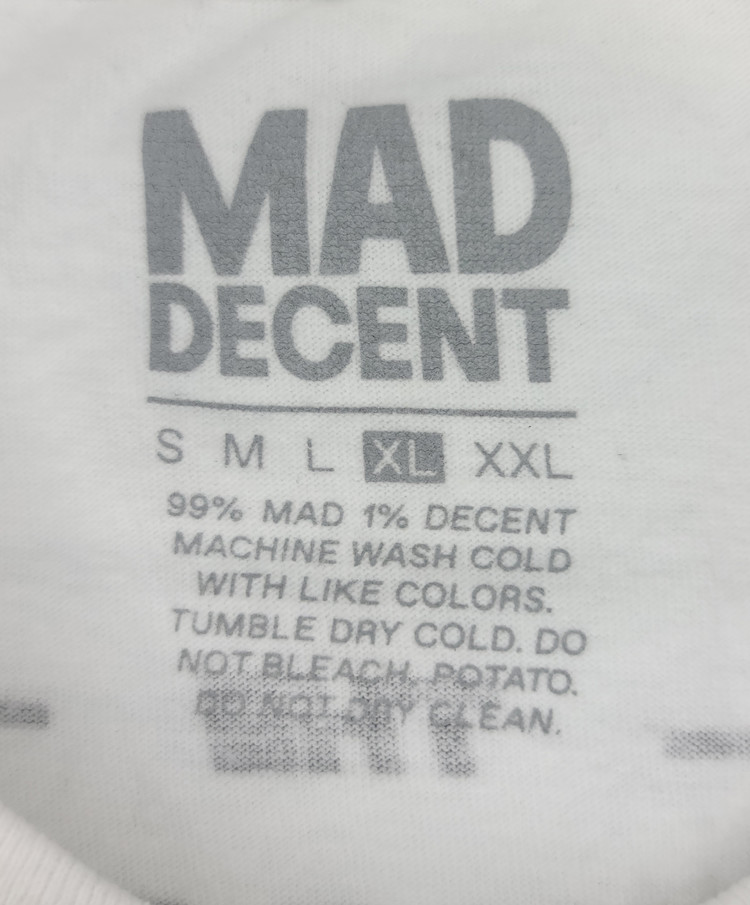 MAD
DECENT
S M L XL XXL
99% MAD 1% DECENT
MACHINE WASH COLD
WITH LIKE COLORS.
TUMBLE DRY COLD. DO
NOT BLEACH. POTATO.
DO NOT DRY CLEAN.